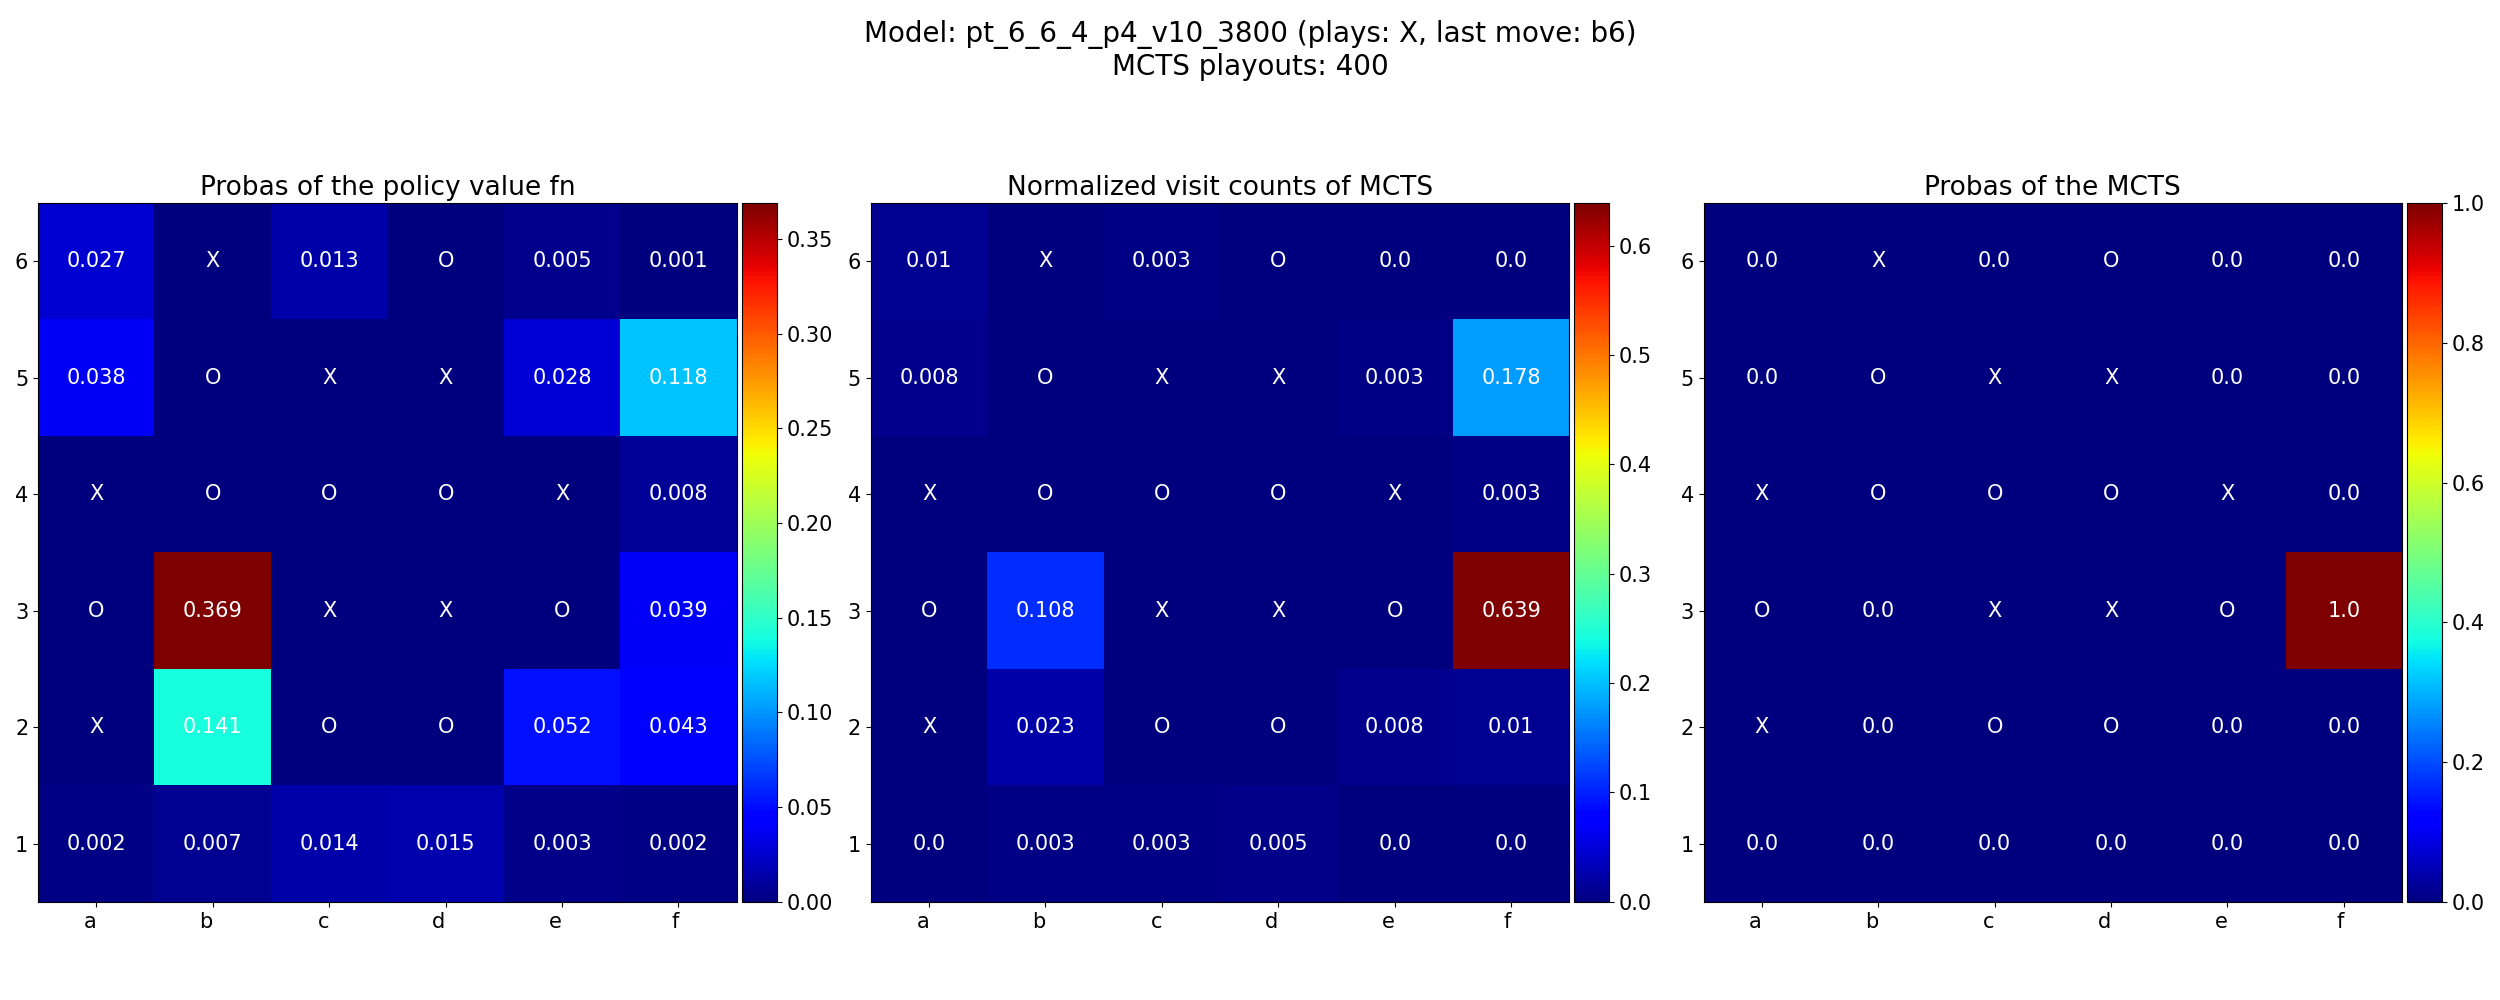 Model: pt_6_6_4_p4_v10_3800 (plays: X, last move: b6)
MCTS playouts: 400
Probas of the policy value fn
6 0.027 X 0.013 O 0.005 0.001
5 0.038 O X X 0.028 0.118
4 X O O O X 0.008
3 O 0.369 X X O 0.039
2 X 0.141 O O 0.052 0.043
1 0.002 0.007 0.014 0.015 0.003 0.002
a b c d e f
0.35
0.30
0.25
0.20
0.15
0.10
0.05
0.00
Normalized visit counts of MCTS
6 0.01 X 0.003 O 0.0 0.0
5 0.008 O X X 0.003 0.178
4 X O O O X 0.003
3 O 0.108 X X O 0.639
2 X 0.023 O O 0.008 0.01
1 0.0 0.003 0.003 0.005 0.0 0.0
a b c d e f
0.6
0.5
0.4
0.3
0.2
0.1
0.0
Probas of the MCTS
6 0.0 X 0.0 O 0.0 0.0
5 0.0 O X X 0.0 0.0
4 X O O O X 0.0
3 O 0.0 X X O 1.0
2 X 0.0 O O 0.0 0.0
1 0.0 0.0 0.0 0.0 0.0 0.0
a b c d e f
1.0
0.8
0.6
0.4
0.2
0.0